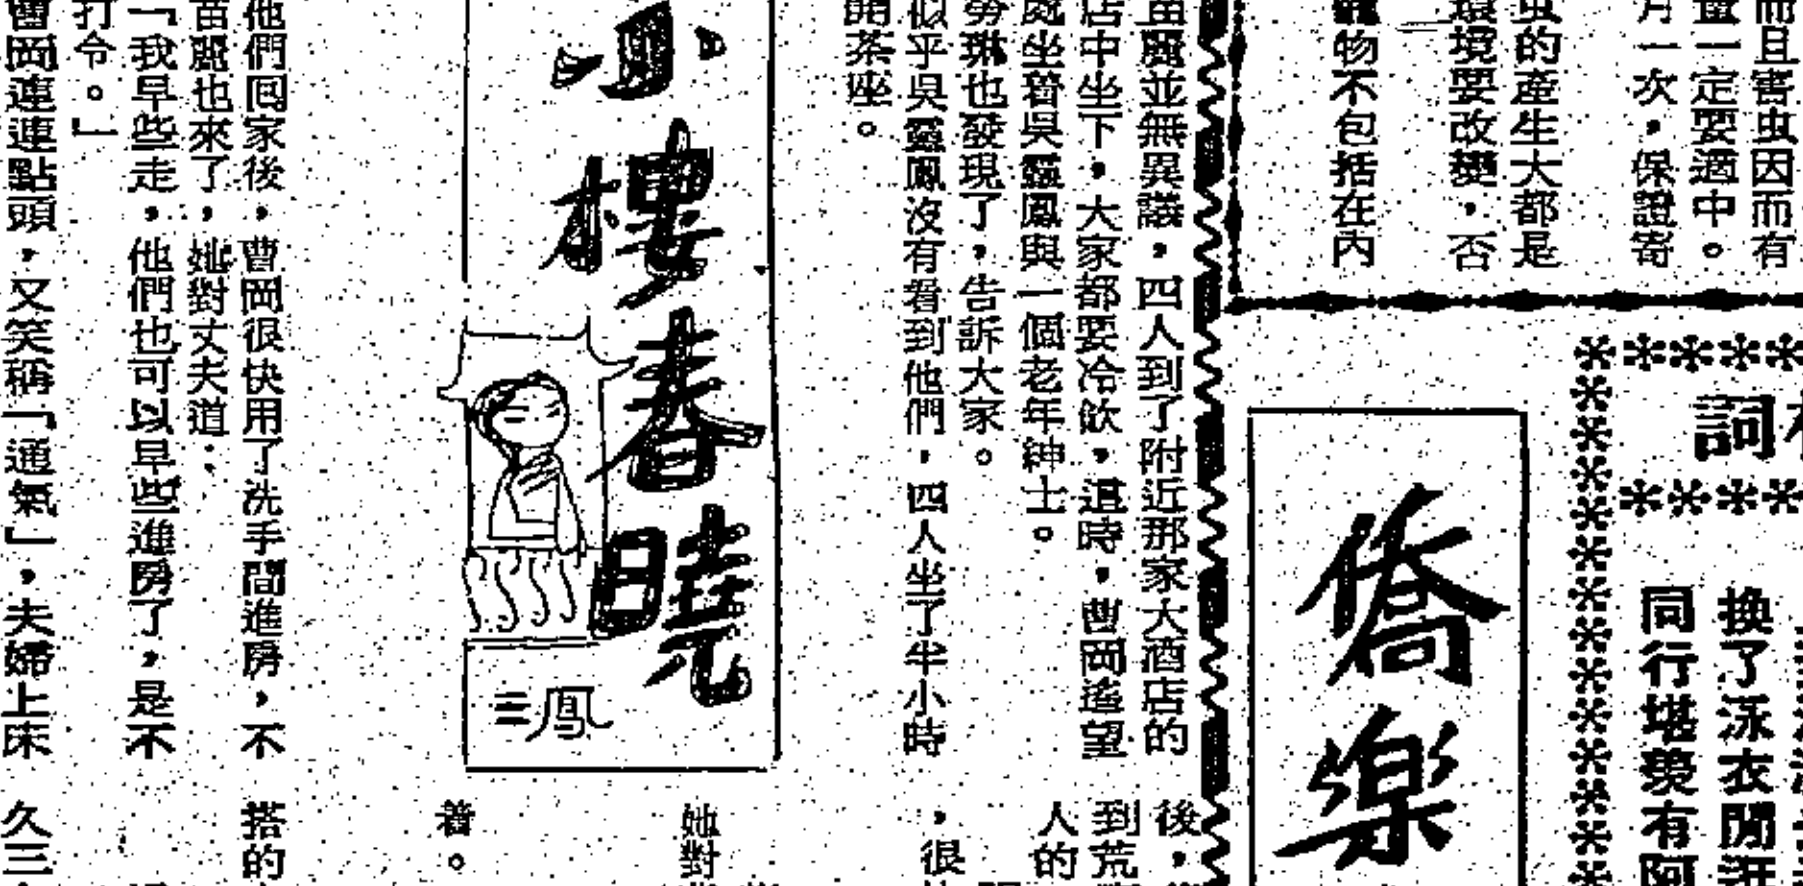 而且害虫因而有
量一定要適中。
月一次，保證寄
虫的產生大都是
環境要改變，否
物不包括在內
詞
換了泳衣閒逛
同行堪羨有阿
僑樂
苗麗並無異議，四人到了附近那家大酒店的
店中坐下，大家都要冷飲，這時，曹岡遙望
處坐着吳靈鳳與一個老年紳士。
勞琳也發現了，告訴大家。
似乎吳靈鳳沒有看到他們，四人坐了半小時
開茶座。
小樓春曉
三鳳
他們回家後，曹岡很快用了洗手間進房，不
苗麗也來了，她對丈夫道：
「我早些走，他們也可以早些進房了，是不
打令。」
曹岡連連點頭，又笑稱「通氣」，夫婦上床
後，
到荒
人的
，很
她對
着。
搭的
久三